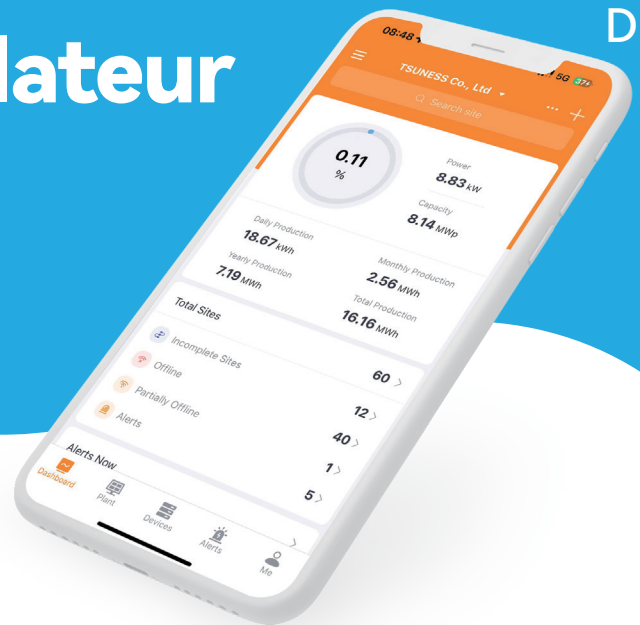 D
lateur
08:48
5G 37
TSUNESS Co., Ltd
Search site
0.11
%
Power
8.83 kW
Capacity
8.14 MWp
Daily Production
18.67 kWh
Monthly Production
2.56 MWh
Yearly Production
7.19 MWh
Total Production
16.16 MWh
Total Sites
60
Incomplete Sites
12
Offline
40
Partially Offline
1
Alerts
5
Alerts Now
Dashboard
Plant
Devices
Alerts
Me